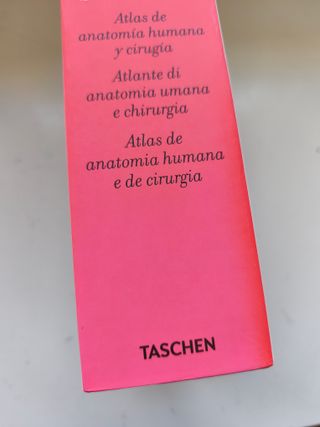 Atlas de
anatomía humana
y cirugía
Atlante di
anatomia umana
e chirurgia
Atlas de
anatomia humana
e de cirurgia
TASCHEN